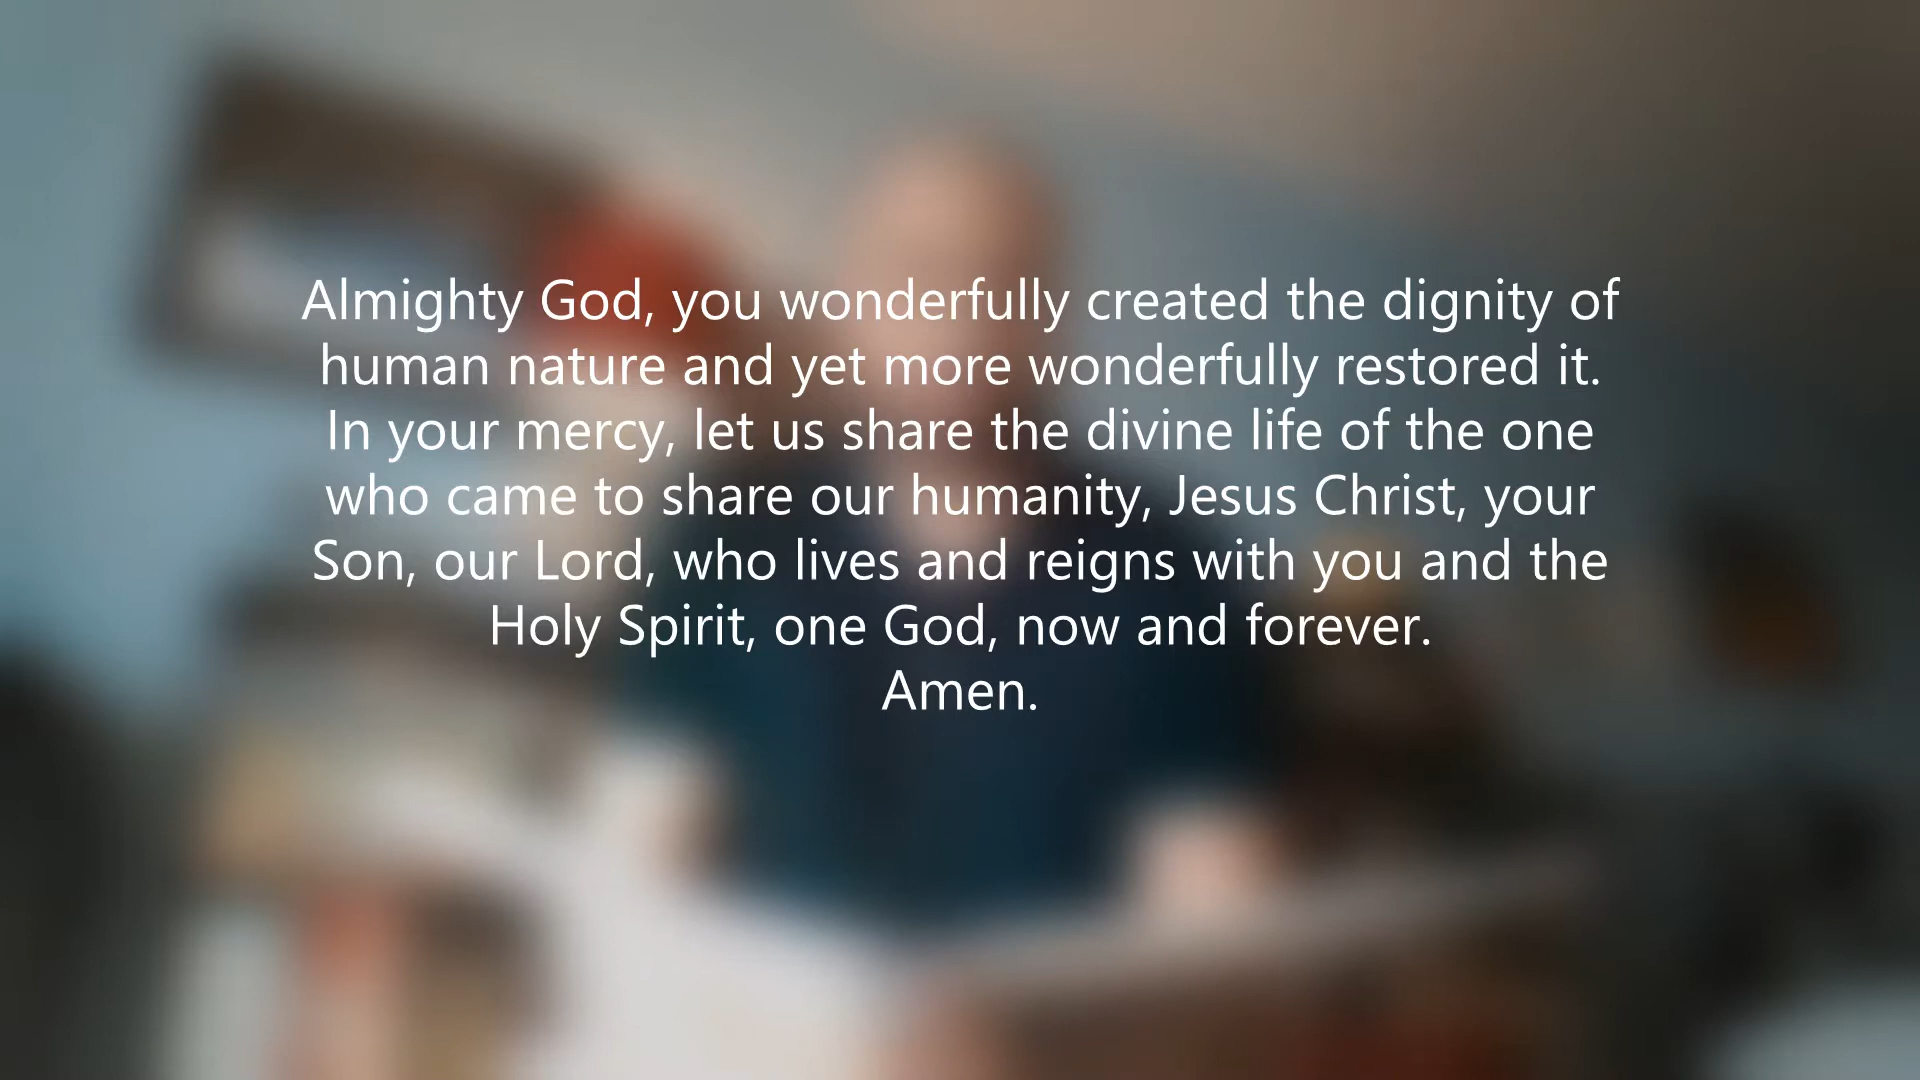 Almighty God, you wonderfully created the dignity of
human nature and yet more wonderfully restored it.
In your mercy, let us share the divine life of the one
who came to share our humanity, Jesus Christ, your
Son, our Lord, who lives and reigns with you and the
Holy Spirit, one God, now and forever.
Amen.